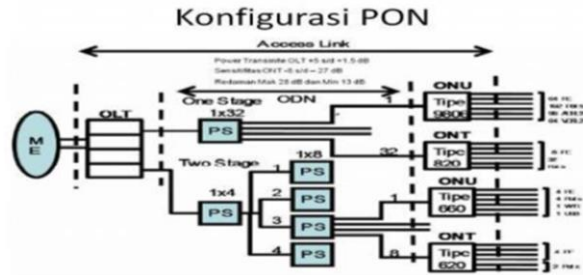 Konfigurasi PON
Access Link
Power Transmite OLT +5 s/d +1.5 dB
Sensitifitas ONT -8 s/d – 27 dB
Redaman Mak 28 dB dan Min 13 dB
One Stage
ODN
1x32
PS
1
32
ME
OLT
ONU
Tipe
ONT
Tipe
820
Two Stage
1x4
PS
1x8
1
PS
2
PS
3
PS
4
PS
1
8
ONU
Tipe
660
ONT
Tipe
620